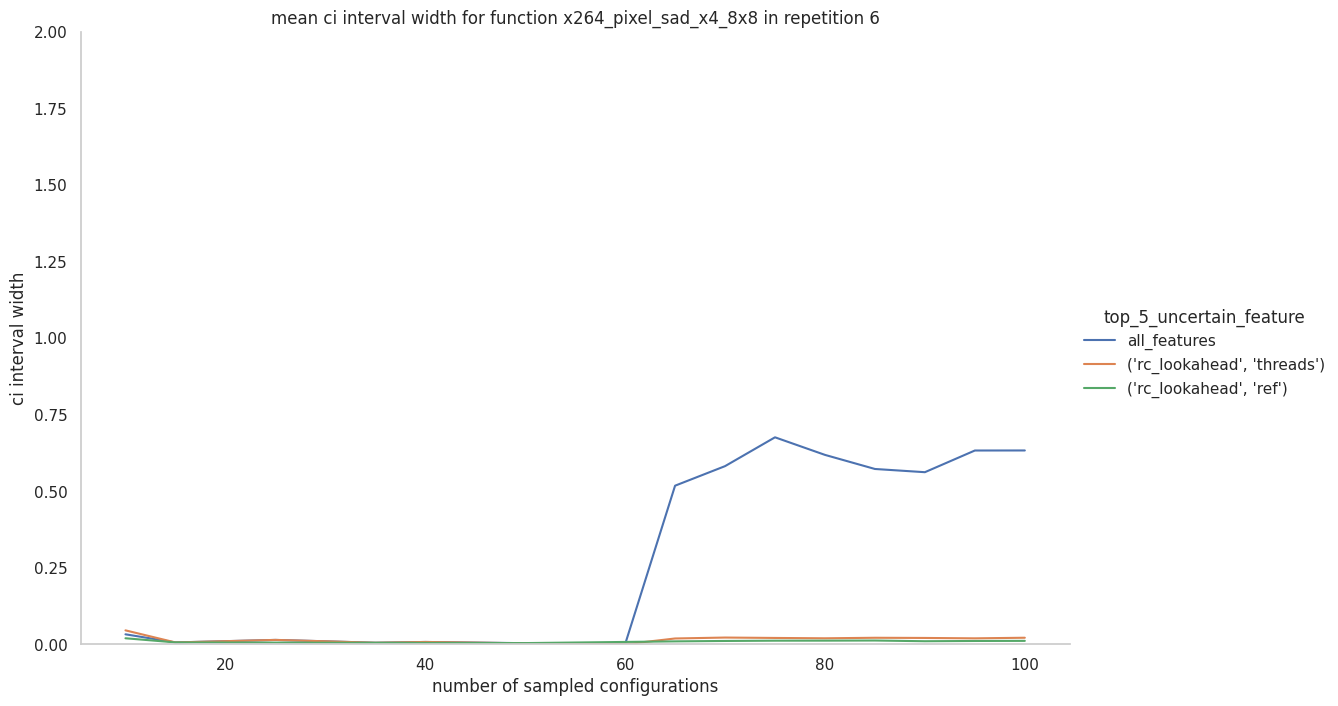 mean ci interval width for function x264_pixel_sad_x4_8x8 in repetition 6
2.00
1.75
1.50
1.25
1.00
0.75
0.50
0.25
0.00
ci interval width
20
40
60
80
100
number of sampled configurations
top_5_uncertain_feature
all_features
('rc_lookahead', 'threads')
('rc_lookahead', 'ref')